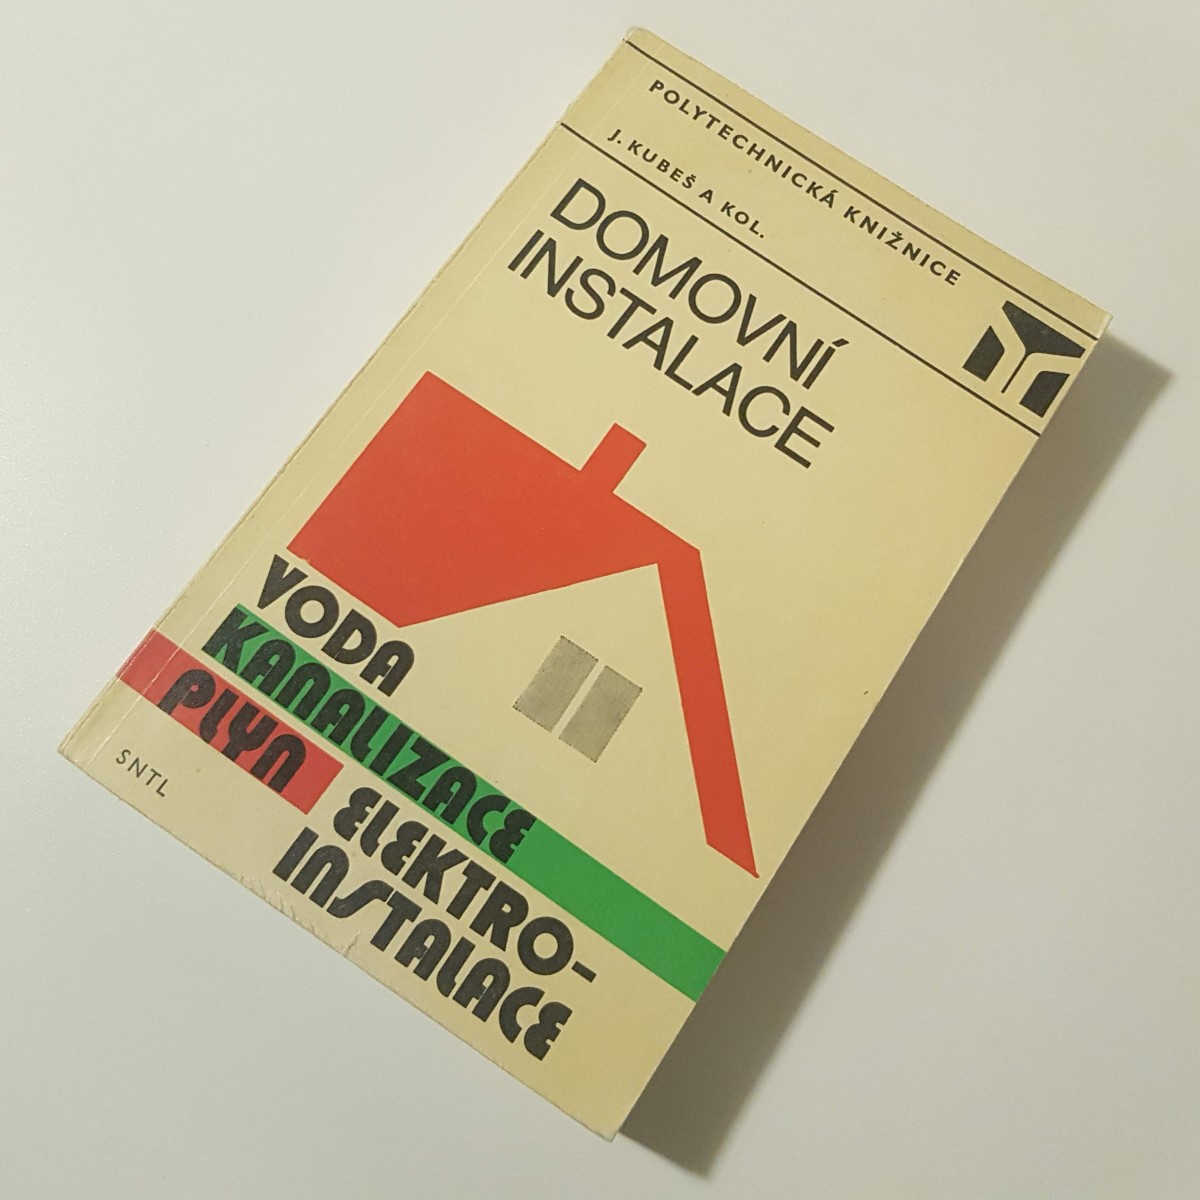 POLYTECHNICKÁ KNIŽNICE
J. KUBEŠ A KOL.
DOMOVNÍ
INSTALACE
VODA
KANALIZACE
PLYN
ELEKTRO-
INSTALACE
SNTL